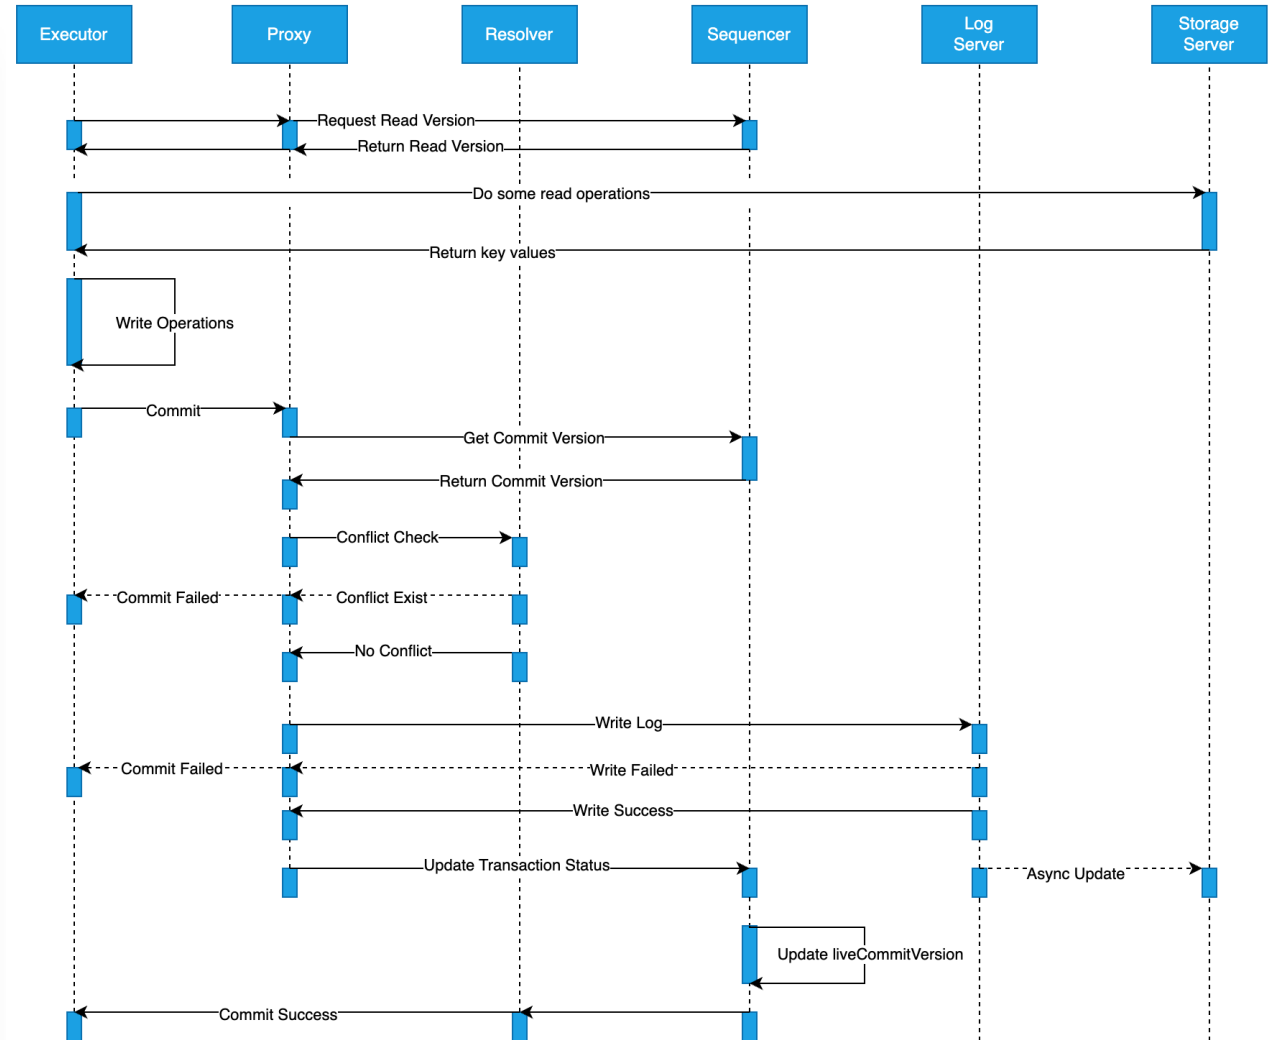 Executor
Proxy
Resolver
Sequencer
Log
Server
Storage
Server
Request Read Version
Return Read Version
Do some read operations
Return key values
Write Operations
Commit
Get Commit Version
Return Commit Version
Conflict Check
Commit Failed
Conflict Exist
No Conflict
Write Log
Commit Failed
Write Failed
Write Success
Update Transaction Status
Async Update
Update liveCommitVersion
Commit Success